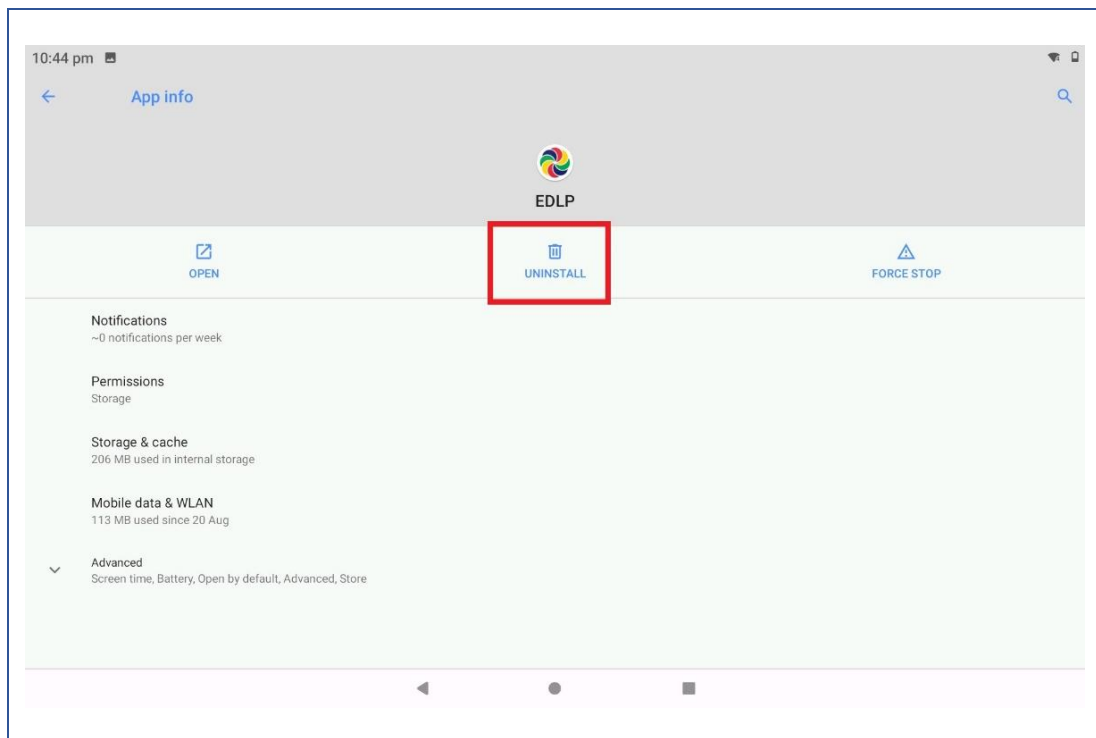 10:44 pm
App info
EDLP
OPEN UNINSTALL FORCE STOP
Notifications
~0 notifications per week
Permissions
Storage
Storage & cache
206 MB used in internal storage
Mobile data & WLAN
113 MB used since 20 Aug
Advanced
Screen time, Battery, Open by default, Advanced, Store